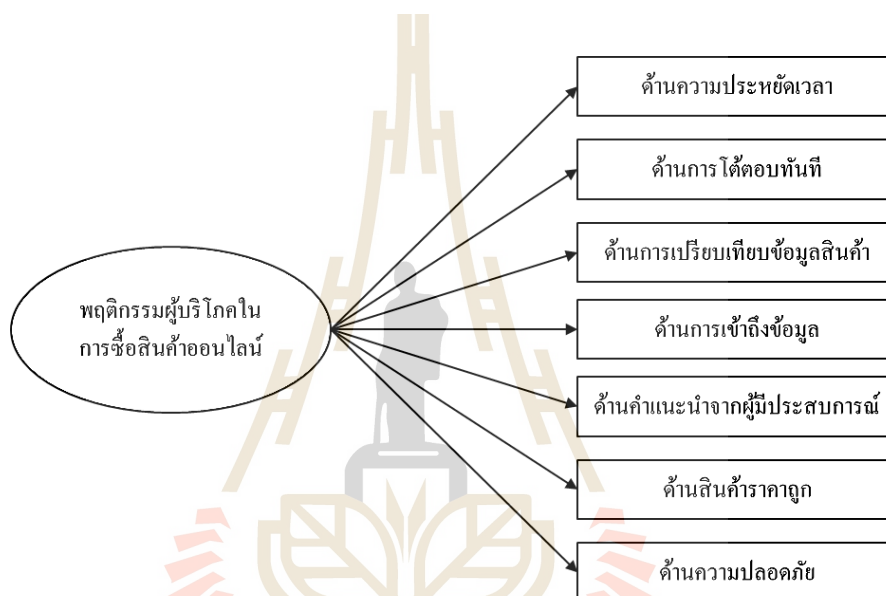 ด้านความประหยัดเวลา
ด้านการโต้ตอบทันที
ด้านการเปรียบเทียบข้อมูลสินค้า
พฤติกรรมผู้บริโภคใน
การซื้อสินค้าออนไลน์
ด้านการเข้าถึงข้อมูล
ด้านคำแนะนำจากผู้มีประสบการณ์
ด้านสินค้าราคาถูก
ด้านความปลอดภัย